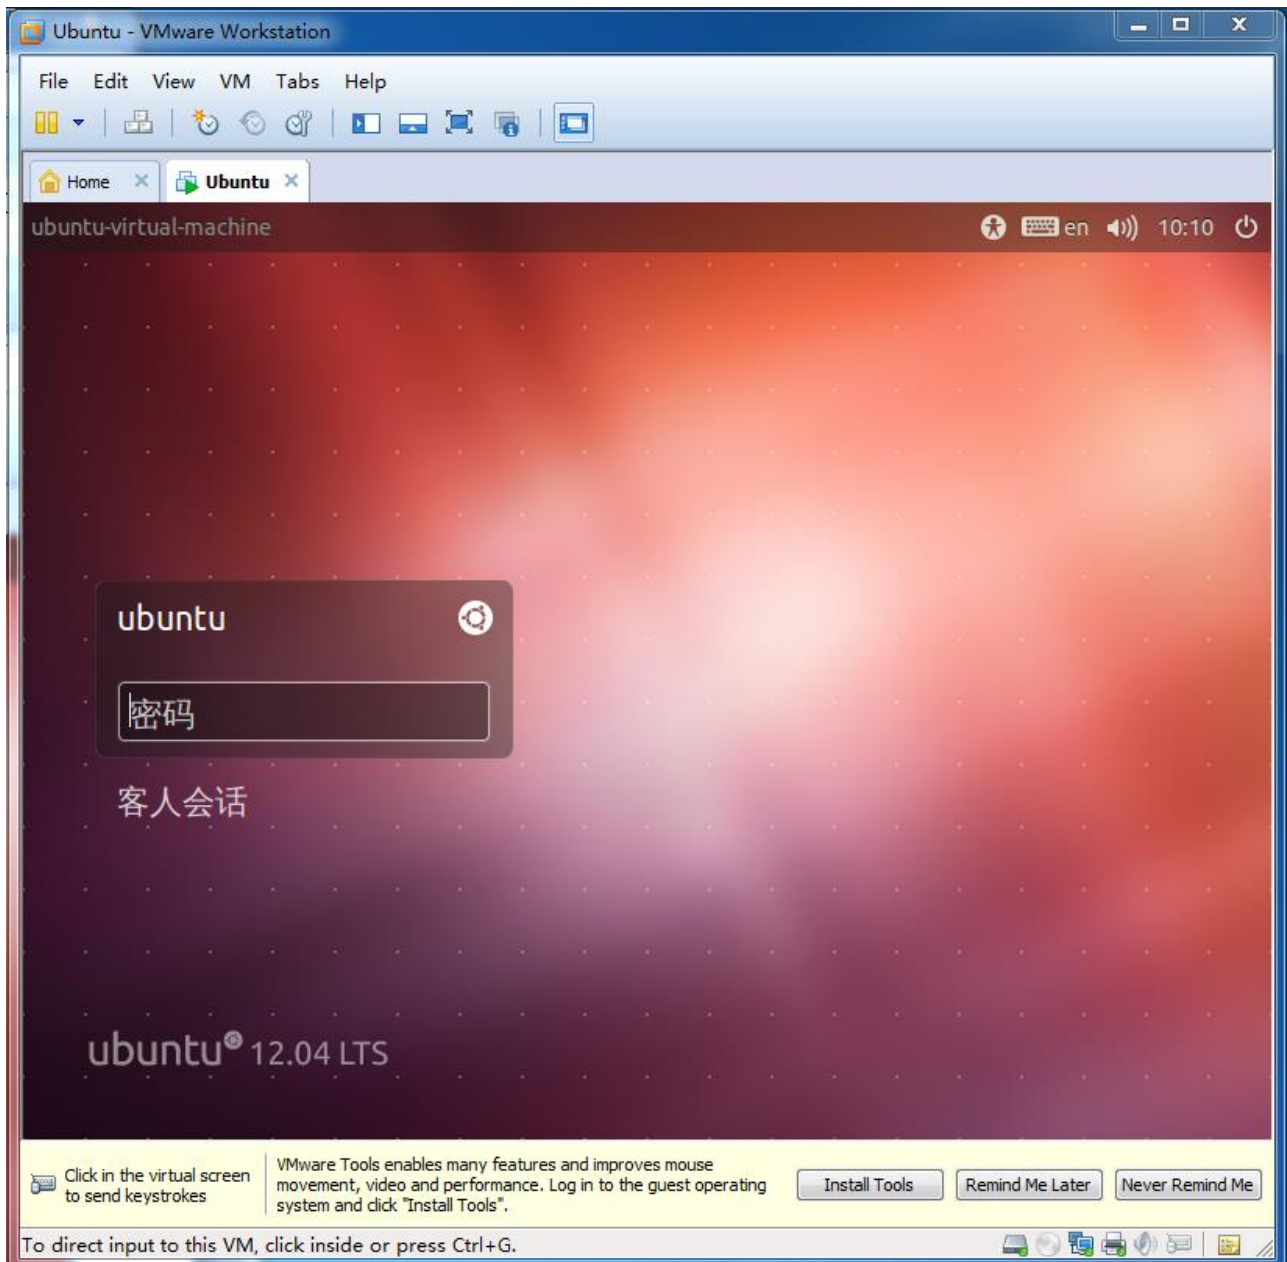 Ubuntu - VMware Workstation
File Edit View VM Tabs Help
Home Ubuntu
ubuntu-virtual-machine en 10:10
ubuntu
密码
客人会话
ubuntu® 12.04 LTS
Click in the virtual screen
to send keystrokes
VMware Tools enables many features and improves mouse
movement, video and performance. Log in to the guest operating
system and click "Install Tools".
Install Tools Remind Me Later Never Remind Me
To direct input to this VM, click inside or press Ctrl+G.